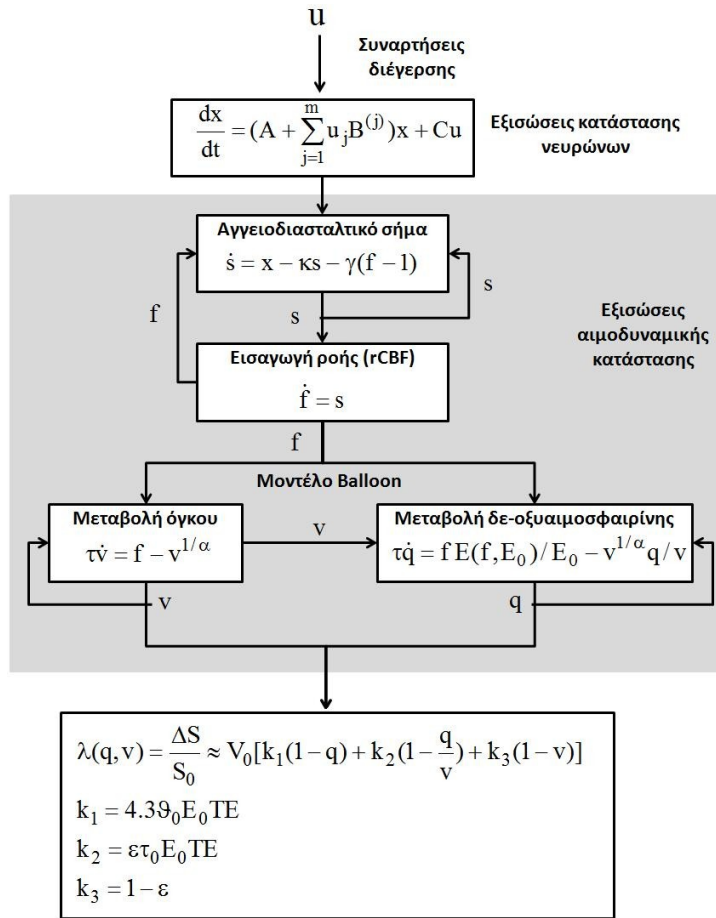 u
Συναρτήσεις
διέγερσης
dx/dt = (A + ∑_{j=1}^{m} u_j B^{(j)})x + Cu
Εξισώσεις κατάστασης
νευρώνων
Αγγειοδιασταλτικό σήμα
ṡ = x − κs − γ(f − 1)
f
s
s
Εξισώσεις
αιμοδυναμικής
κατάστασης
Εισαγωγή ροής (rCBF)
ḟ = s
f
Μοντέλο Balloon
Μεταβολή όγκου
τv̇ = f − v^{1/α}
v
Μεταβολή δε-οξυαιμοσφαιρίνης
τq̇ = f E(f,E_0)/E_0 − v^{1/α} q/v
v
q
λ(q,v) = ΔS/S_0 ≈ V_0[k_1(1−q) + k_2(1−q/v) + k_3(1−v)]
k_1 = 4.3ϑ_0E_0TE
k_2 = ετ_0E_0TE
k_3 = 1 − ε